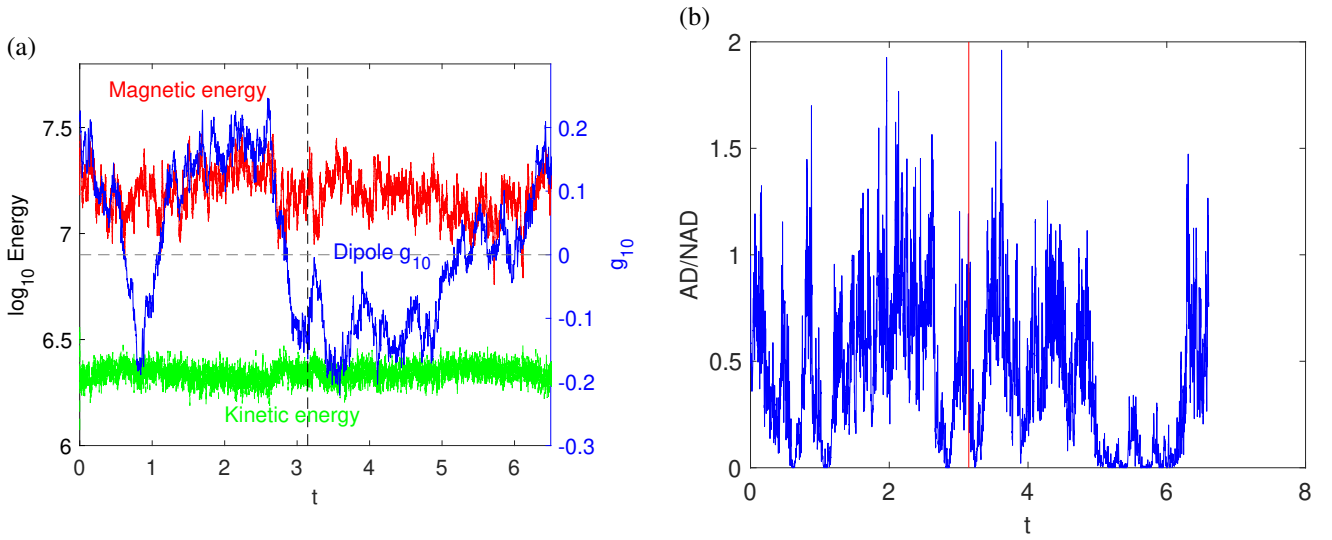 (a)
Magnetic energy
Dipole g10
Kinetic energy
log10 Energy
7.5
7
6.5
6
0.2
0.1
0
-0.1
-0.2
-0.3
g10
0 1 2 3 4 5 6
t
(b)
AD/NAD
2
1.5
1
0.5
0
0 2 4 6 8
t